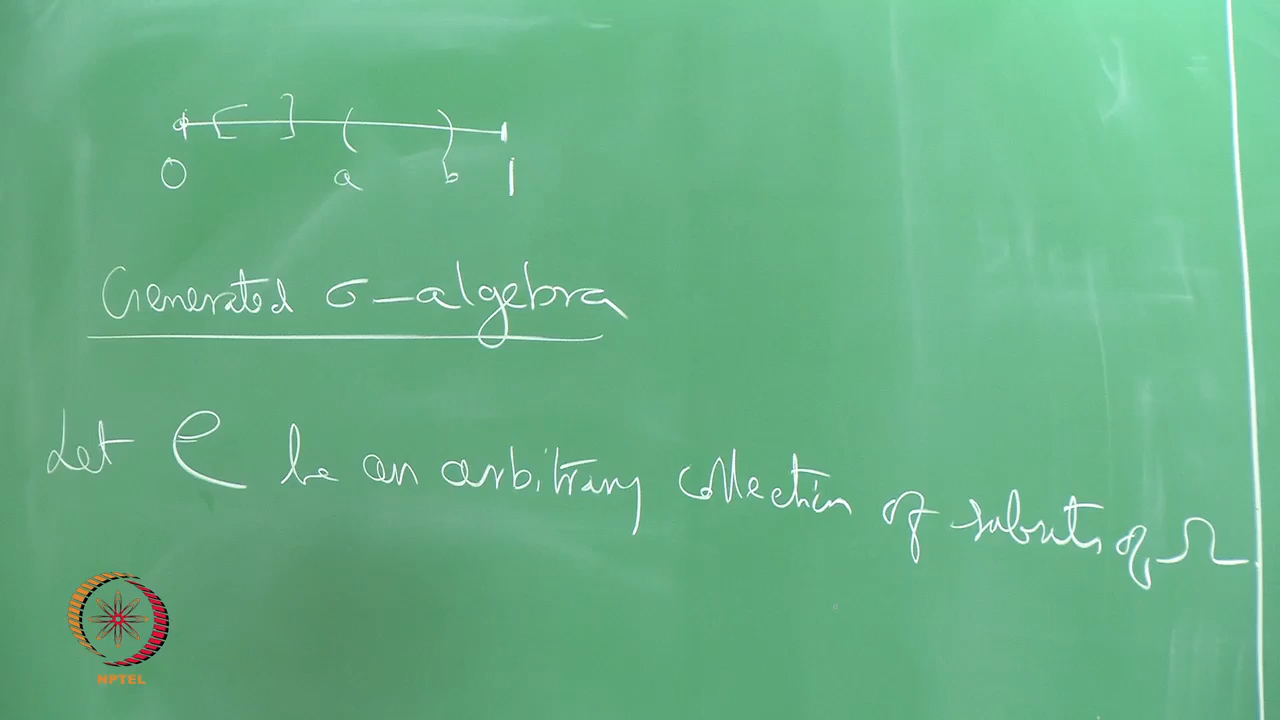 ( [ ] ( )
0 a b 1
Generated σ-algebra
Let C be an arbitrary collection of subsets of Ω
NPTEL